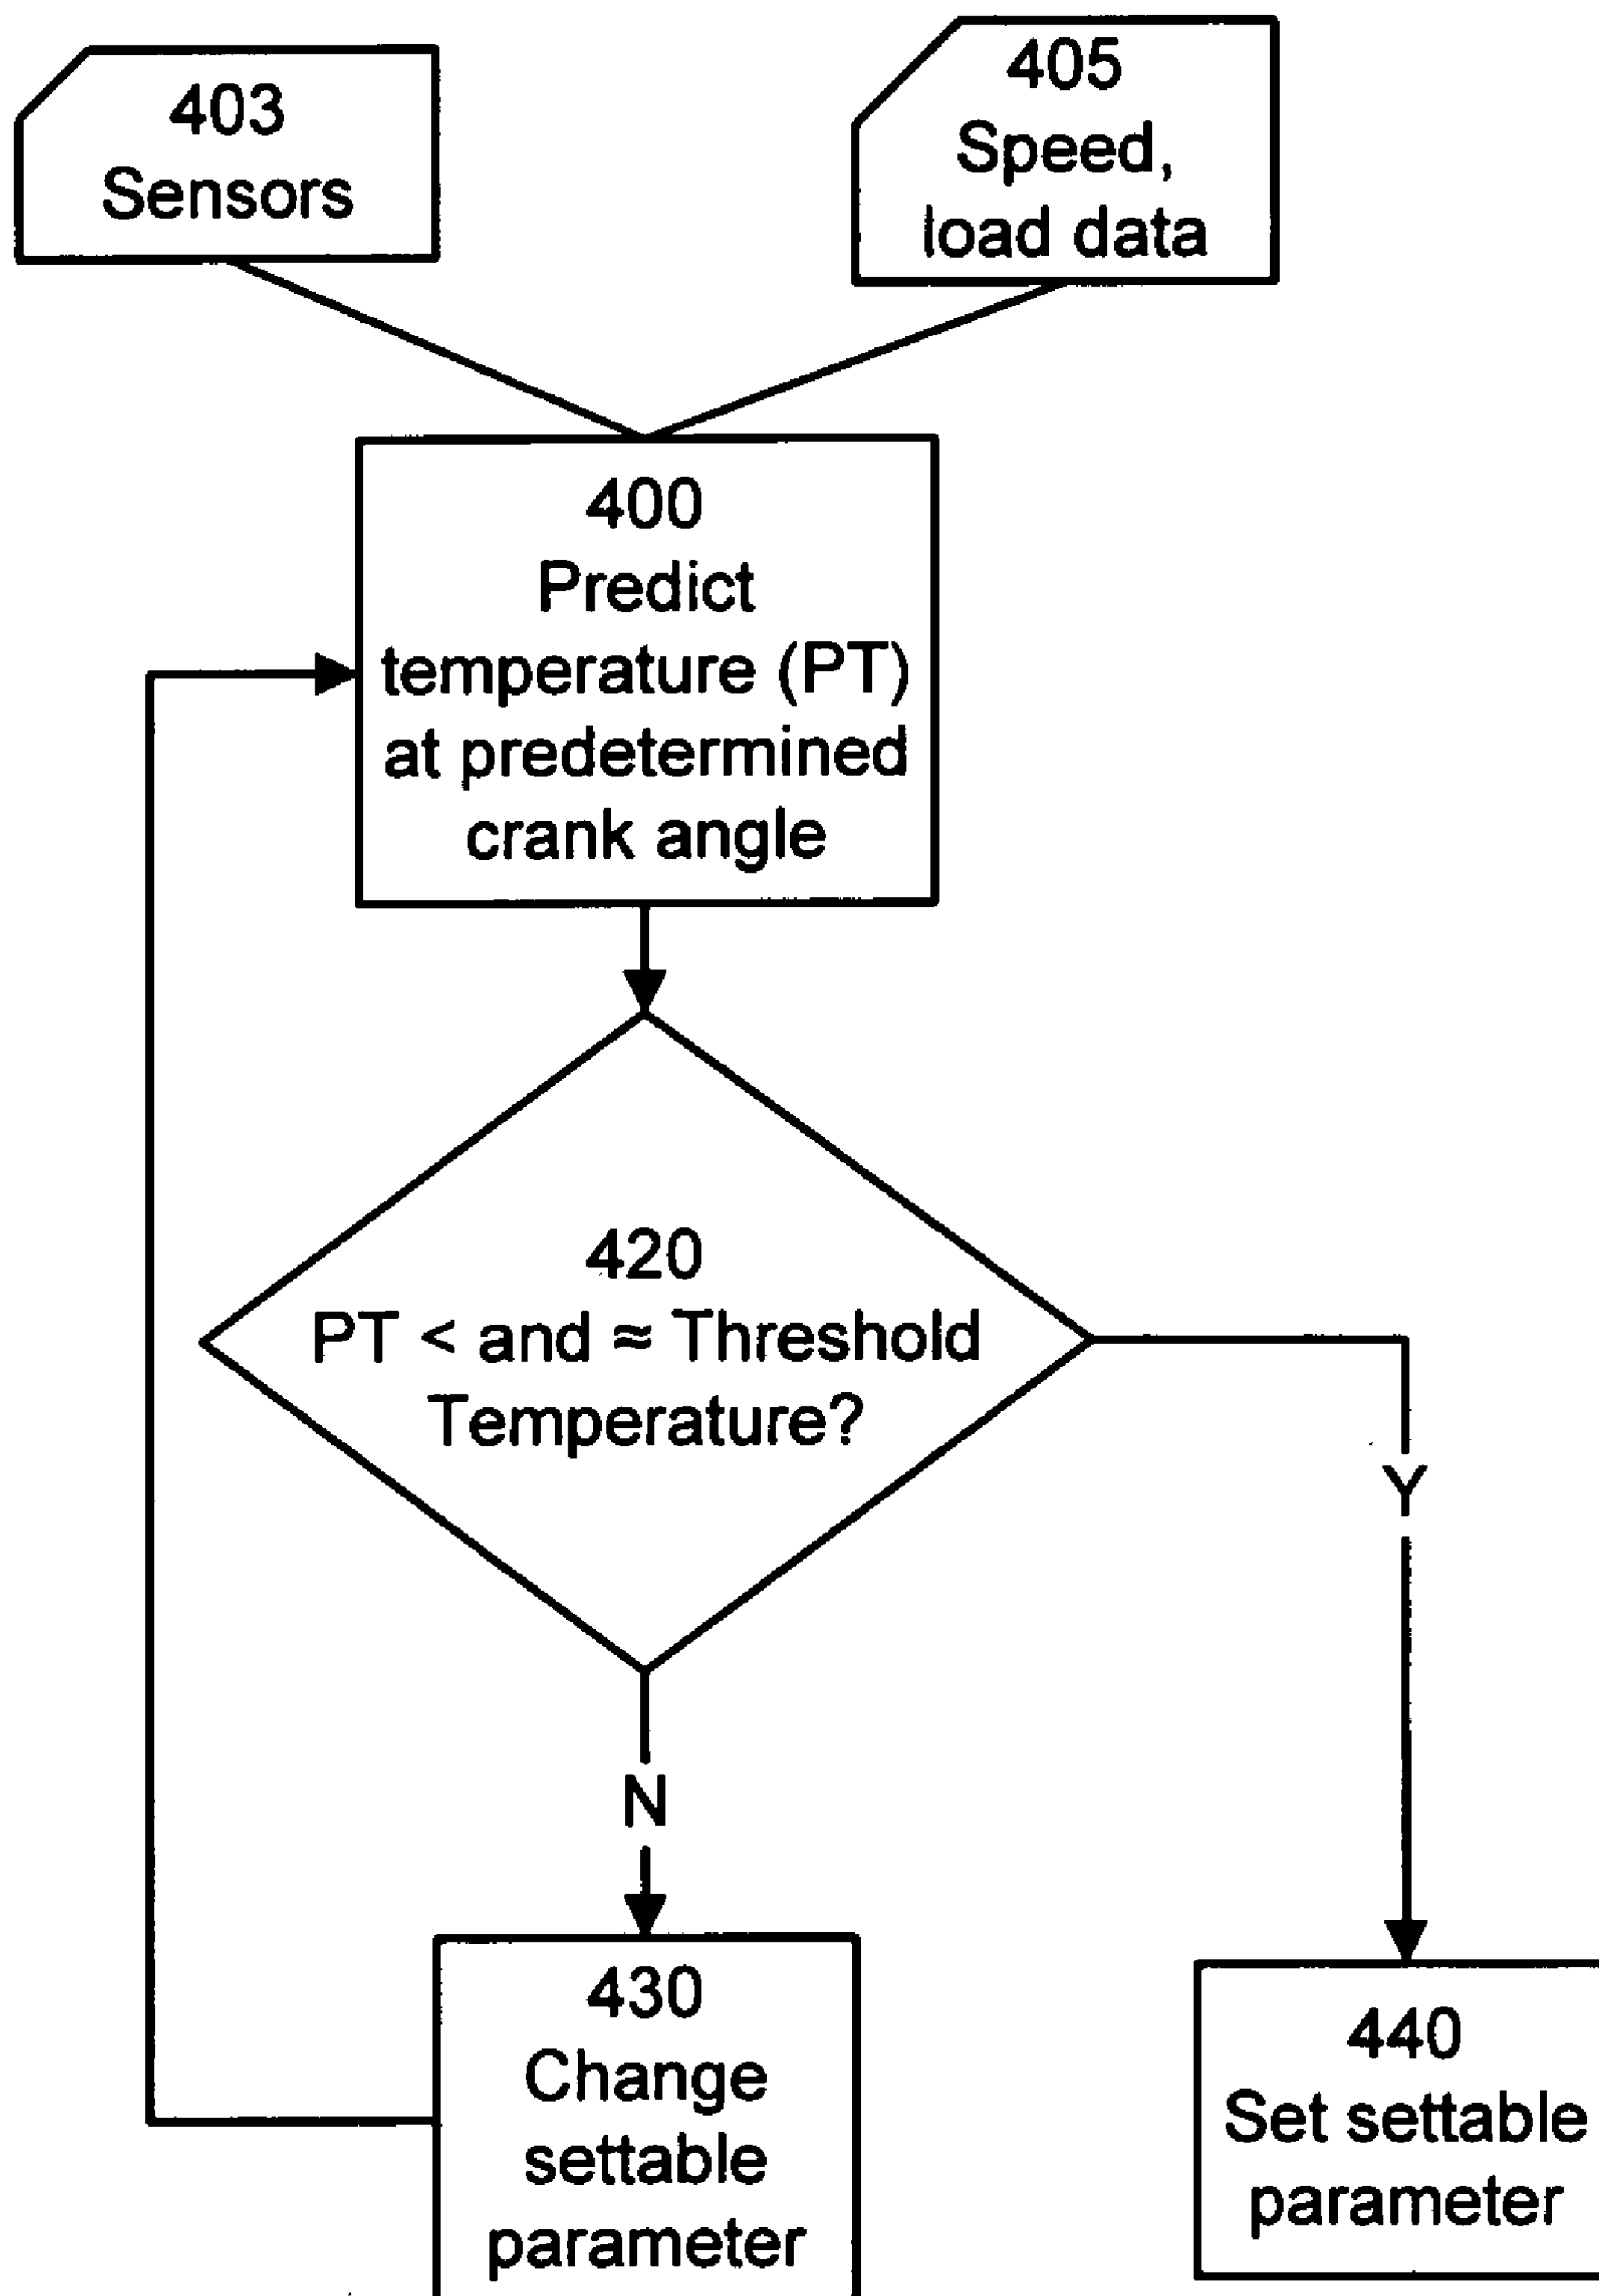 403
Sensors
405
Speed,
load data
400
Predict
temperature (PT)
at predetermined
crank angle
420
PT < and ≈ Threshold
Temperature?
Y
N
430
Change
settable
parameter
440
Set settable
parameter